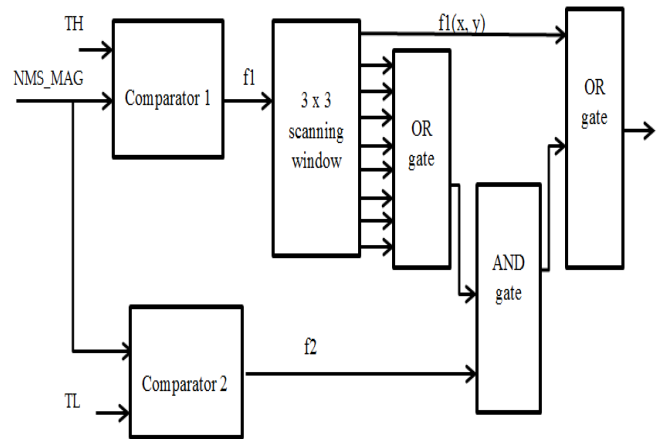 TH
f1(x, y)
NMS_MAG
Comparator 1
f1
3 x 3
scanning
window
OR
gate
OR
gate
AND
gate
f2
Comparator 2
TL